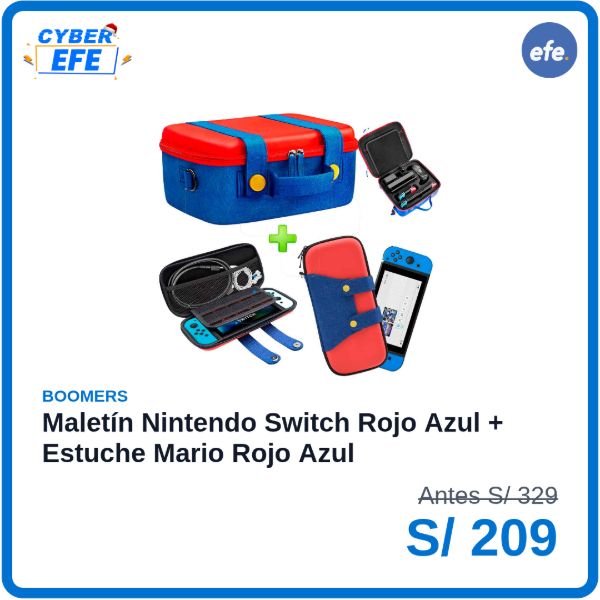 CYBER
EFE
efe.
BOOMERS
Maletín Nintendo Switch Rojo Azul +
Estuche Mario Rojo Azul
Antes S/ 329
S/ 209